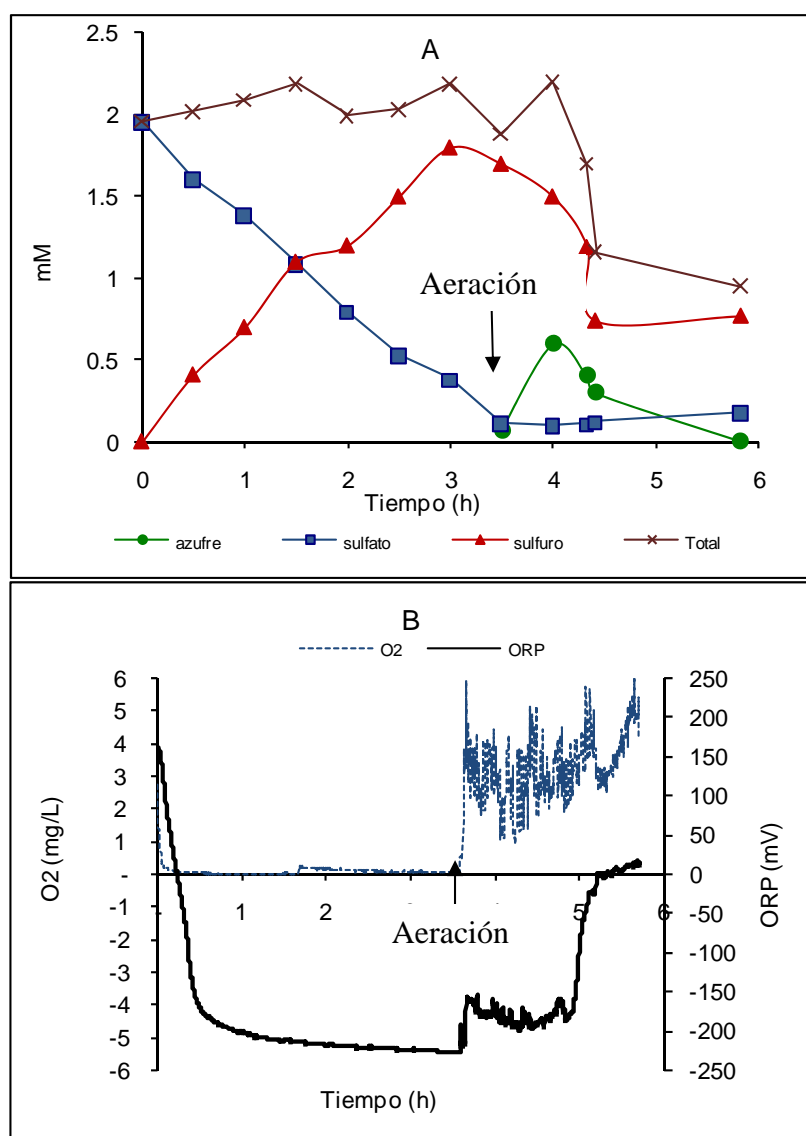 A
2.5
2
1.5
1
0.5
0
mM
Aeración
0 1 2 3 4 5 6
Tiempo (h)
azufre sulfato sulfuro Total
B
O2 ORP
6
5
4
3
2
1
-
-1
-2
-3
-4
-5
-6
O2 (mg/L)
1 2 5 6
Aeración
250
200
150
100
50
0
-50
-100
-150
-200
-250
ORP (mV)
Tiempo (h)